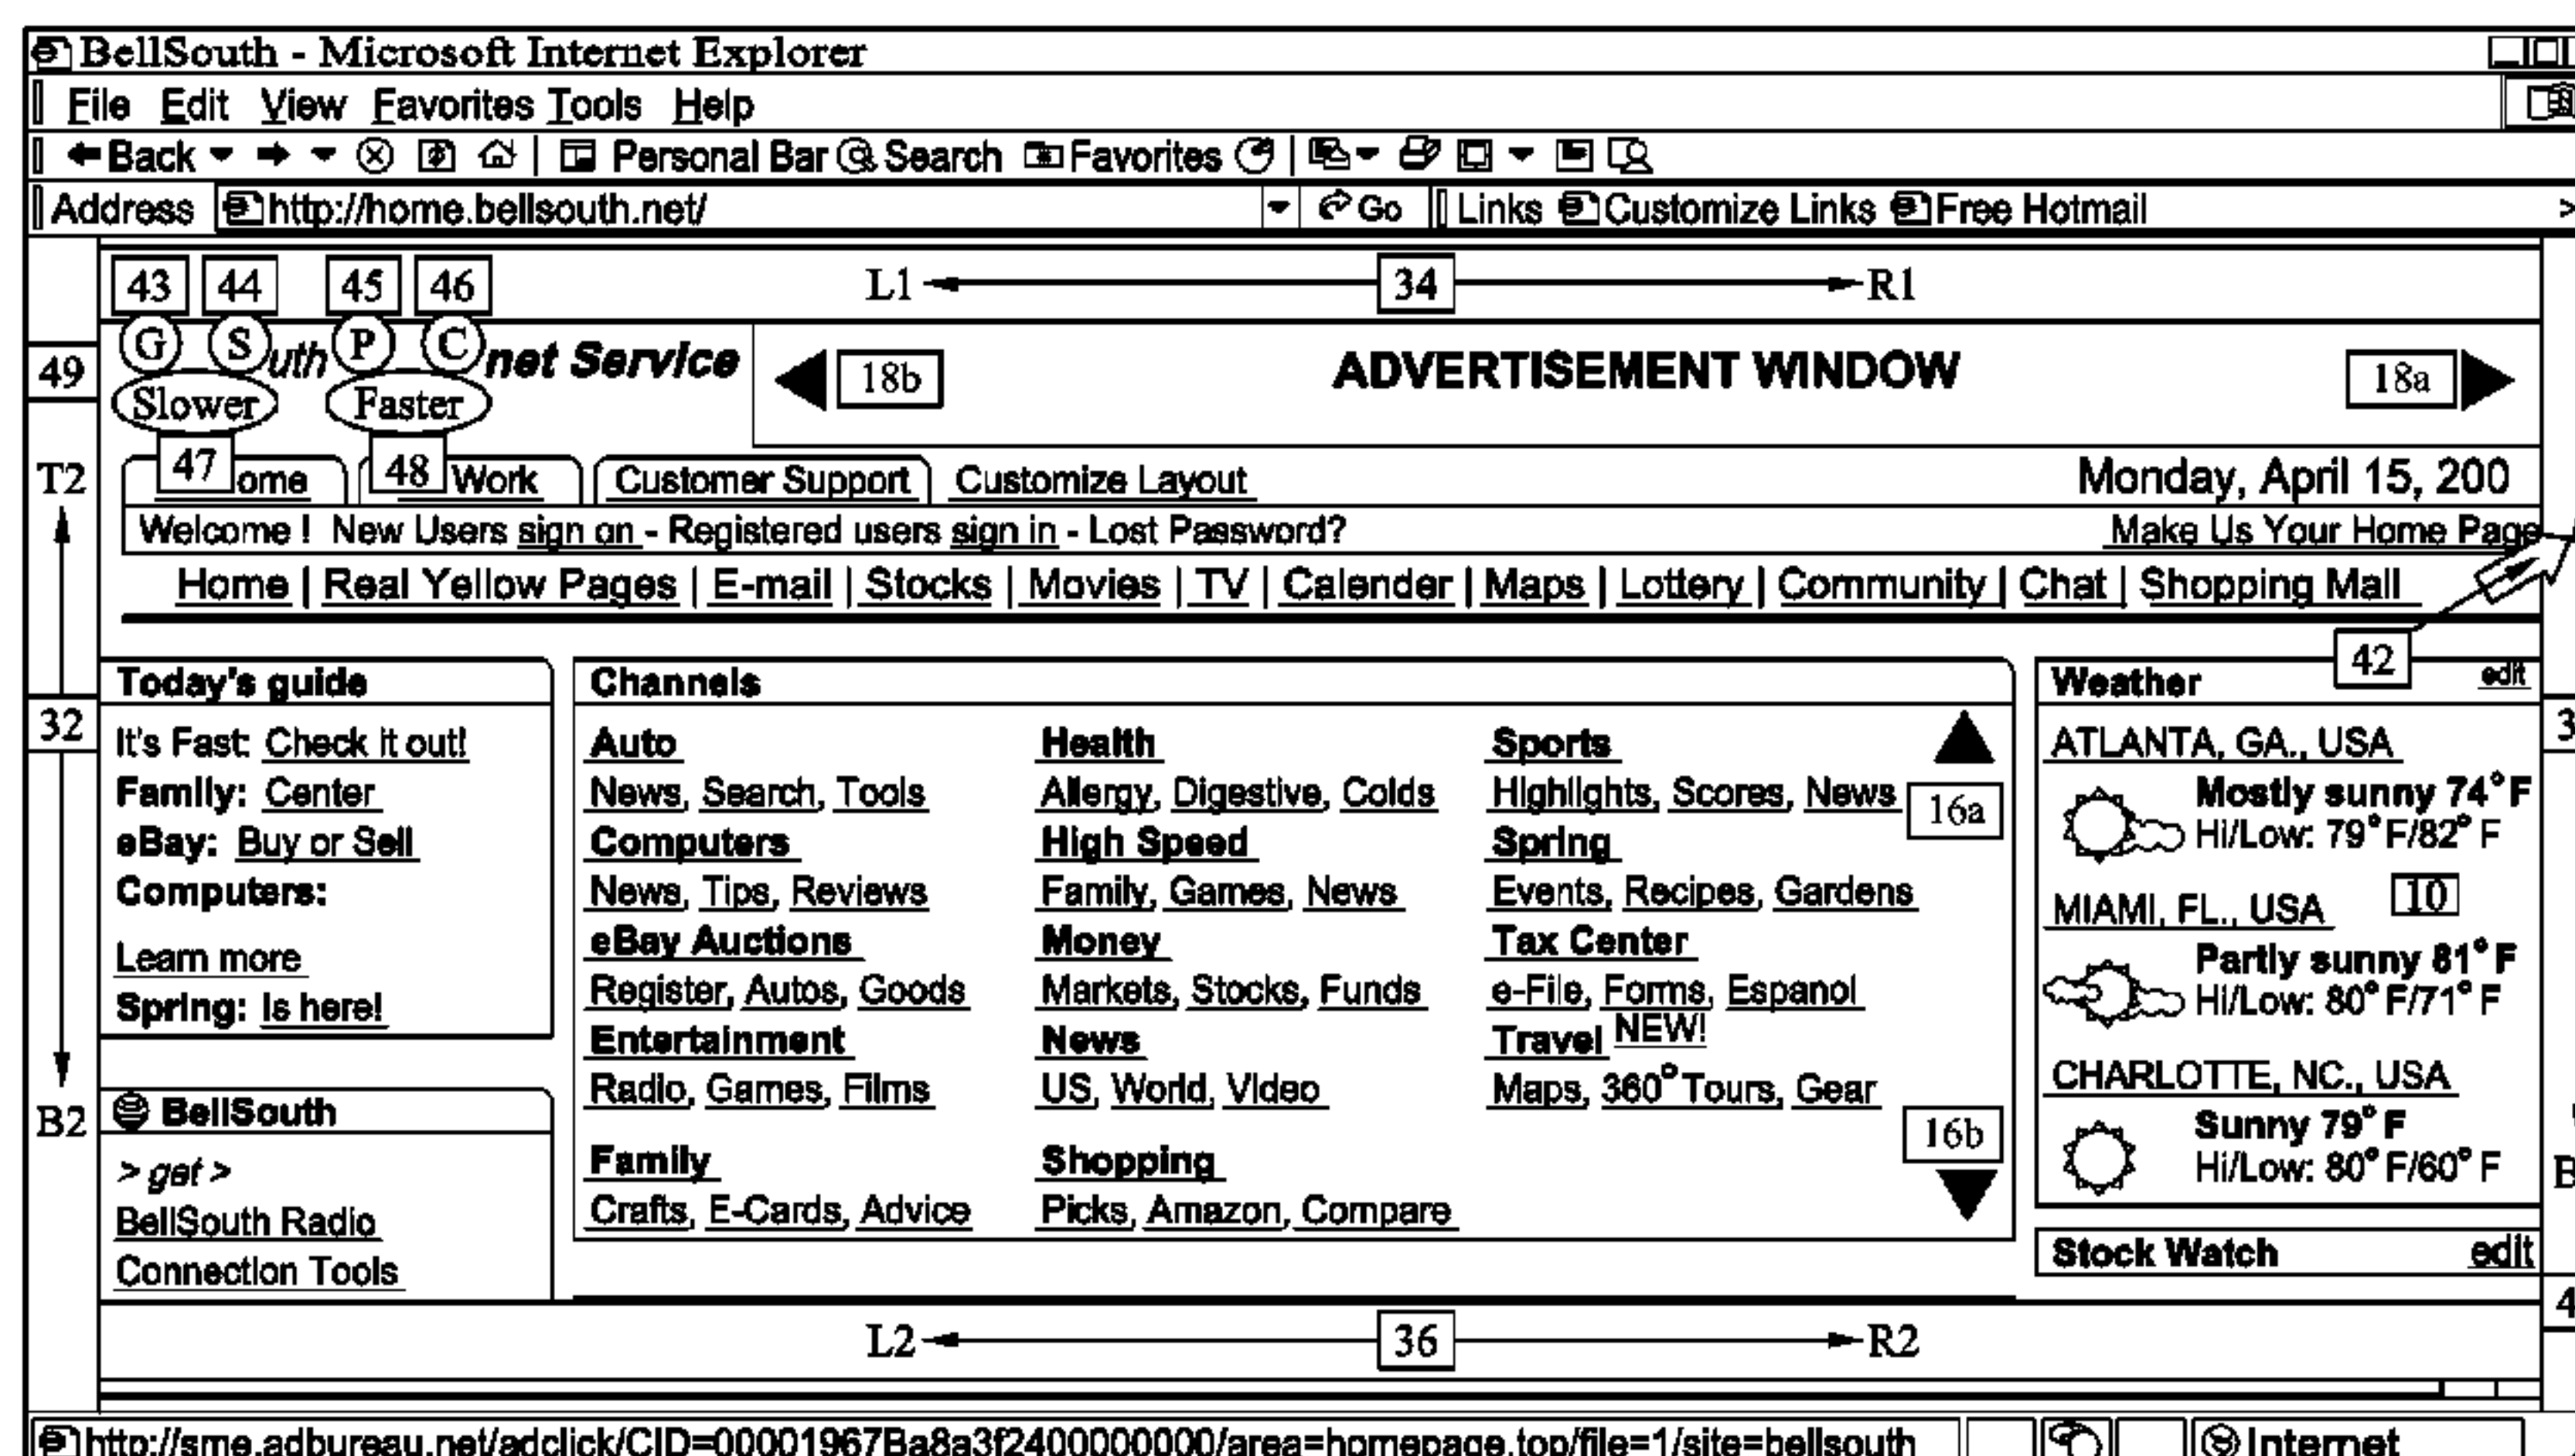 BellSouth - Microsoft Internet Explorer
File Edit View Favorites Tools Help
Back Personal Bar Search Favorites
Address http://home.bellsouth.net/ Go Links Customize Links Free Hotmail >
43 44 45 46 L1 34 R1
G S uth P C net Service
49 18b ADVERTISEMENT WINDOW 18a
Slower Faster
T2 47 ome 48 Work Customer Support Customize Layout Monday, April 15, 200
Welcome ! New Users sign on - Registered users sign in - Lost Password? Make Us Your Home Page
Home | Real Yellow Pages | E-mail | Stocks | Movies | TV | Calender | Maps | Lottery | Community | Chat | Shopping Mall
42
32
Today's guide
It's Fast: Check it out!
Family: Center
eBay: Buy or Sell
Computers:
Learn more
Spring: Is here!
B2
BellSouth
> get >
BellSouth Radio
Connection Tools
Channels
Auto
News, Search, Tools
Computers
News, Tips, Reviews
eBay Auctions
Register, Autos, Goods
Entertainment
Radio, Games, Films
Family
Crafts, E-Cards, Advice
Health
Allergy, Digestive, Colds
High Speed
Family, Games, News
Money
Markets, Stocks, Funds
News
US, World, Video
Shopping
Picks, Amazon, Compare
Sports
Highlights, Scores, News
Spring
Events, Recipes, Gardens
Tax Center
e-File, Forms, Espanol
Travel NEW!
Maps, 360° Tours, Gear
16a
16b
Weather edit
ATLANTA, GA., USA
Mostly sunny 74° F
Hi/Low: 79° F/82° F
10
MIAMI, FL., USA
Partly sunny 81° F
Hi/Low: 80° F/71° F
CHARLOTTE, NC., USA
Sunny 79° F
Hi/Low: 80° F/60° F
Stock Watch edit
3
B
4
L2 36 R2
http://sme.adbureau.net/adclick/CID=00001967Ba8a3f2400000000/area=homepage.top/file=1/site=bellsouth Internet